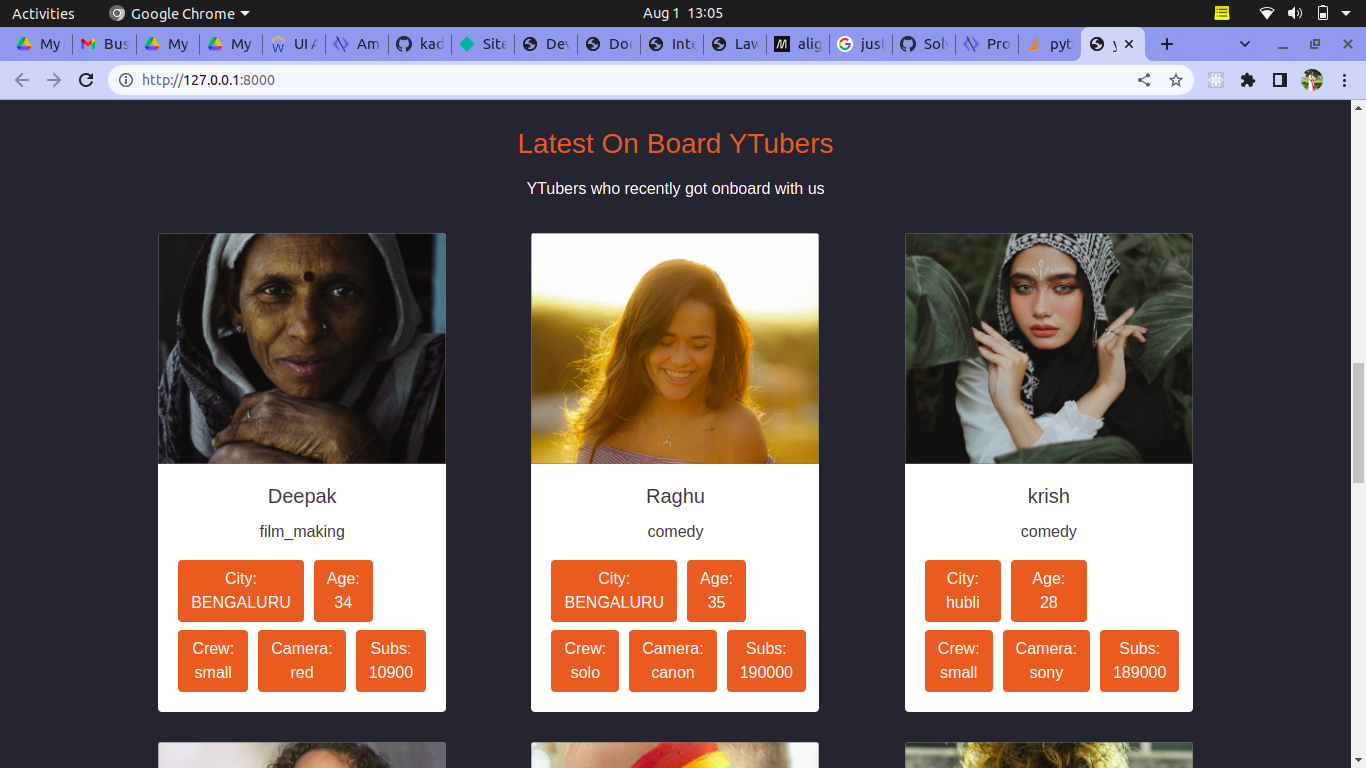 Activities
Google Chrome
Aug 1 13:05
My
Bus
My
My
UI A
Am
kad
Site
Dev
Doc
Inte
Law
alig
just
Solv
Pro
pyt
y
http://127.0.0.1:8000
Latest On Board YTubers
YTubers who recently got onboard with us
Deepak
film_making
City:
BENGALURU
Age:
34
Crew:
small
Camera:
red
Subs:
10900
Raghu
comedy
City:
BENGALURU
Age:
35
Crew:
solo
Camera:
canon
Subs:
190000
krish
comedy
City:
hubli
Age:
28
Crew:
small
Camera:
sony
Subs:
189000